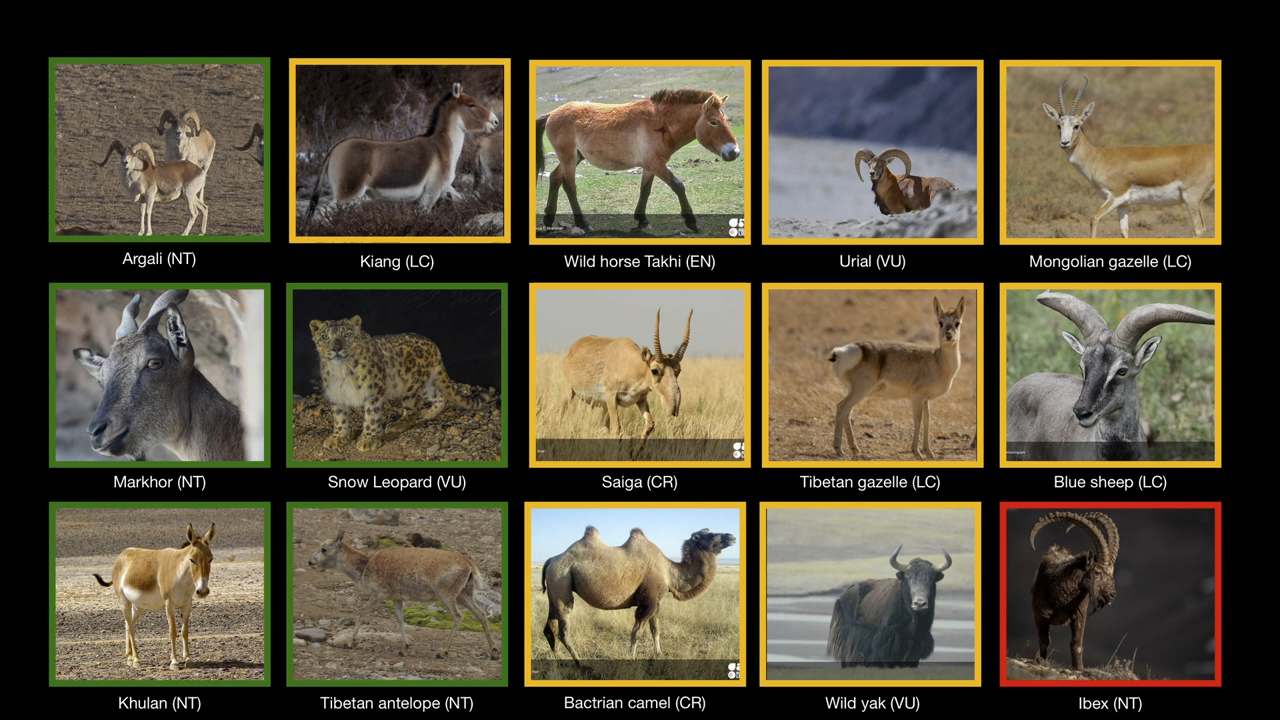 Argali (NT)
Kiang (LC)
Wild horse Takhi (EN)
Urial (VU)
Mongolian gazelle (LC)
Markhor (NT)
Snow Leopard (VU)
Saiga (CR)
Tibetan gazelle (LC)
Blue sheep (LC)
Khulan (NT)
Tibetan antelope (NT)
Bactrian camel (CR)
Wild yak (VU)
Ibex (NT)